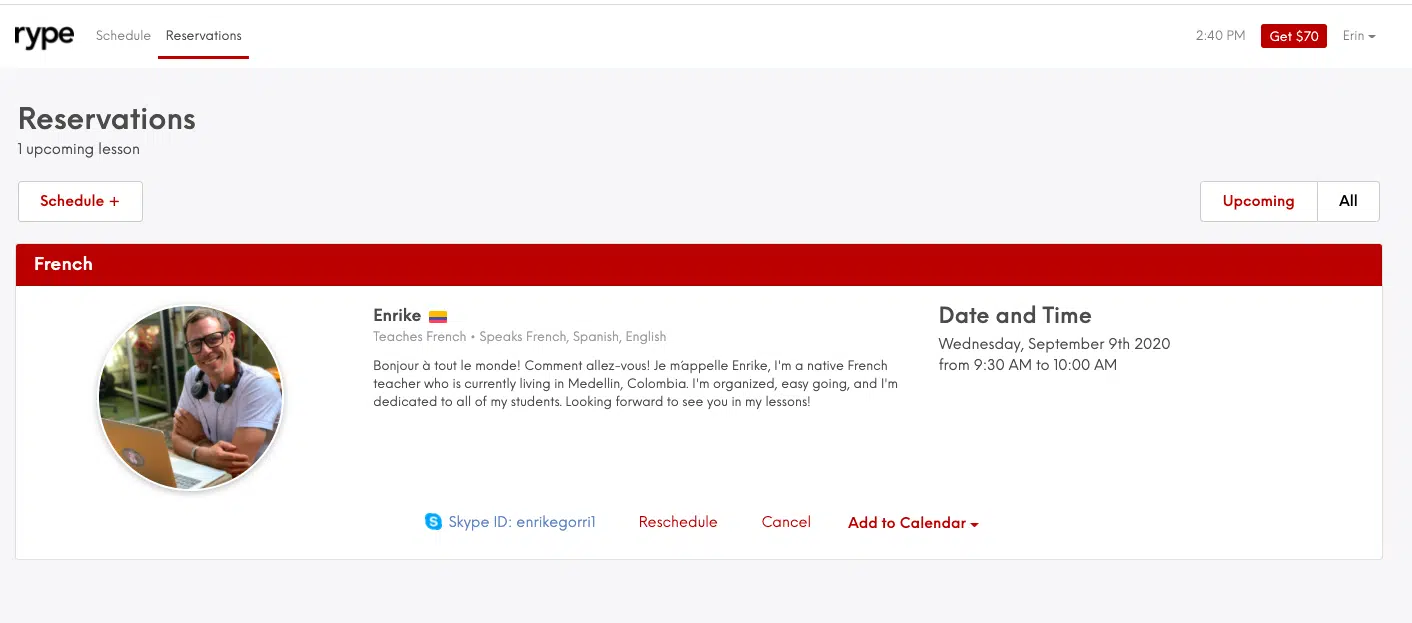 rype Schedule Reservations 2:40 PM Get $70 Erin
Reservations
1 upcoming lesson
Schedule + Upcoming All
French
Enrike
Teaches French • Speaks French, Spanish, English
Bonjour à tout le monde! Comment allez-vous! Je m´appelle Enrike, I'm a native French
teacher who is currently living in Medellin, Colombia. I'm organized, easy going, and I'm
dedicated to all of my students. Looking forward to see you in my lessons!
Date and Time
Wednesday, September 9th 2020
from 9:30 AM to 10:00 AM
Skype ID: enrikegorri1 Reschedule Cancel Add to Calendar